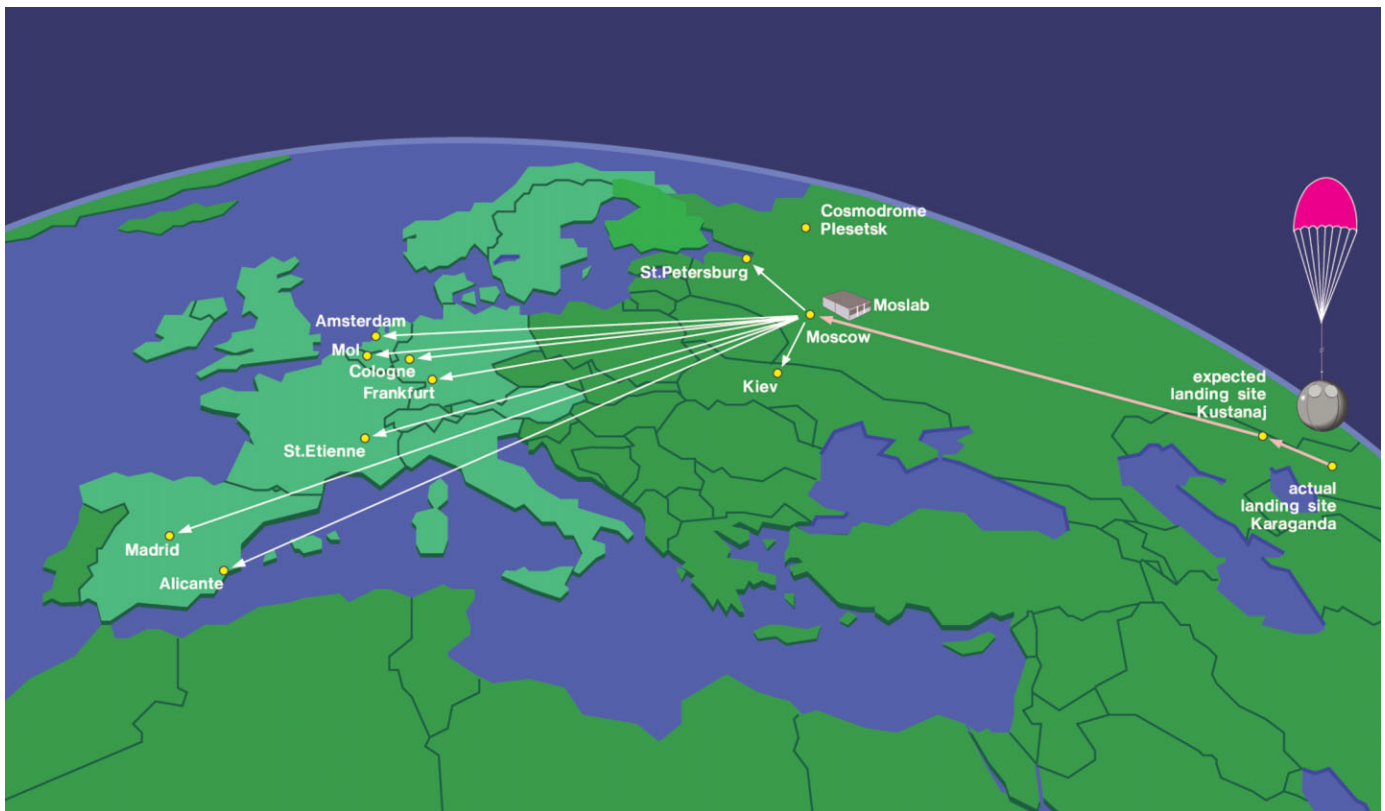 Cosmodrome
Plesetsk
St.Petersburg
Moslab
Amsterdam
Moscow
Mol
Cologne
Kiev
expected
landing site
Kustanaj
Frankfurt
St.Etienne
actual
landing site
Karaganda
Madrid
Alicante